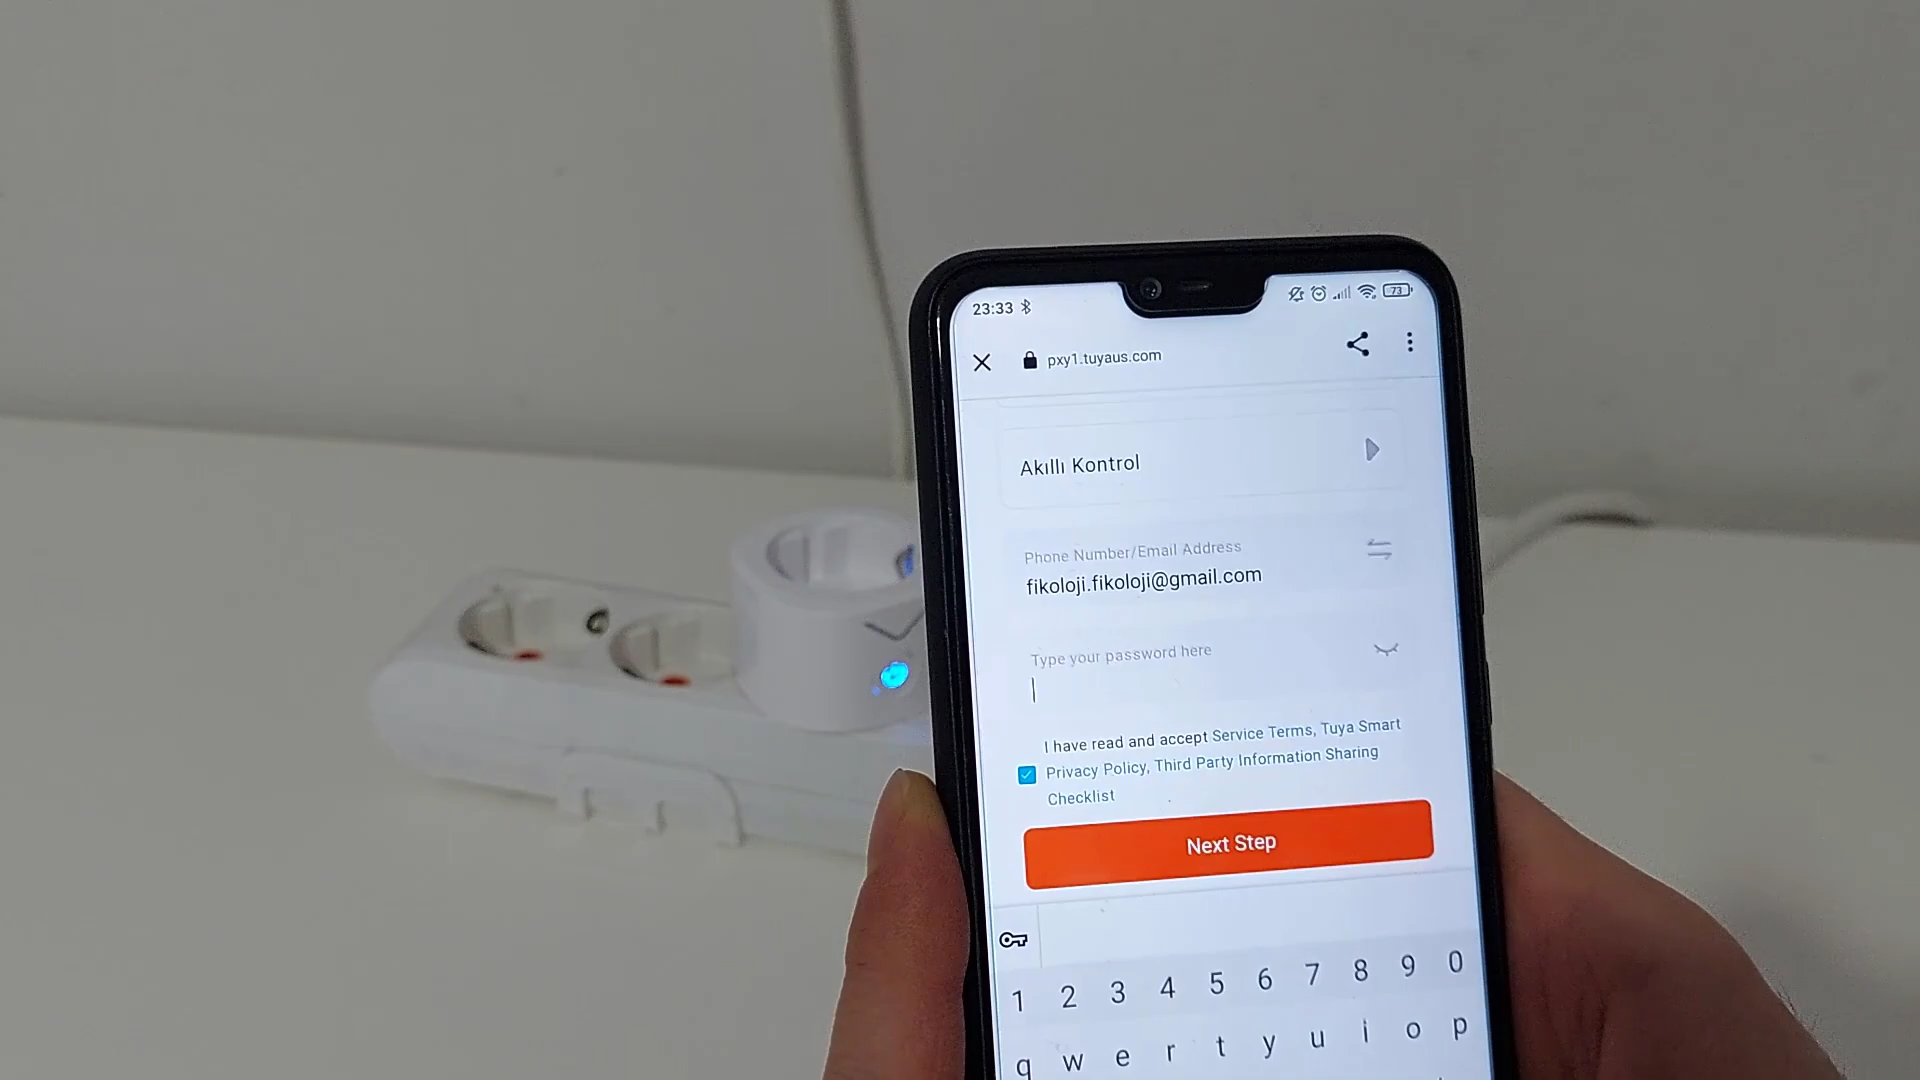 23:33
73
pxy1.tuyaus.com
Akıllı Kontrol
Phone Number/Email Address
fikoloji.fikoloji@gmail.com
Type your password here
I have read and accept Service Terms, Tuya Smart
Privacy Policy, Third Party Information Sharing
Checklist
Next Step
1 2 3 4 5 6 7 8 9 0
q w e r t y u i o p